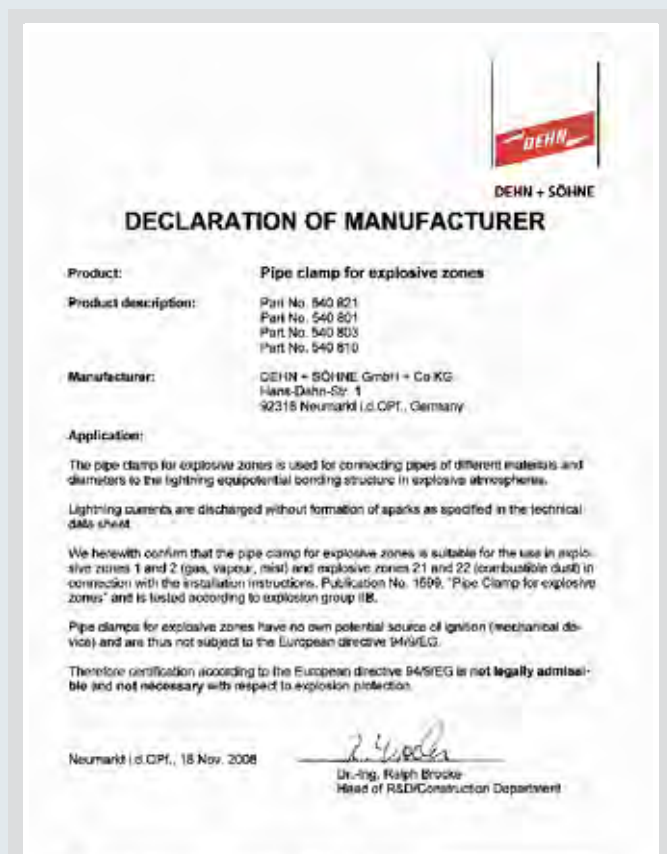 DEHN
DEHN + SÖHNE
DECLARATION OF MANUFACTURER
Product: Pipe clamp for explosive zones
Product description: Part No. 540 821
Part No. 540 801
Part No. 540 803
Part No. 540 810
Manufacturer: DEHN + SÖHNE GmbH + Co.KG.
Hans-Dehn-Str. 1
92318 Neumarkt i.d.OPf., Germany
Application:
The pipe clamp for explosive zones is used for connecting pipes of different materials and
diameters to the lightning equipotential bonding structure in explosive atmospheres.
Lightning currents are discharged without formation of sparks as specified in the technical
data sheet.
We herewith confirm that the pipe clamp for explosive zones is suitable for the use in explo-
sive zones 1 and 2 (gas, vapour, mist) and explosive zones 21 and 22 (combustible dust) in
connection with the installation instructions, Publication No. 1699, "Pipe Clamp for explosive
zones" and is tested according to explosion group IIB.
Pipe clamps for explosive zones have no own potential source of ignition (mechanical de-
vice) and are thus not subject to the European directive 94/9/EG.
Therefore certification according to the European directive 94/9/EG is not legally admissi-
ble and not necessary with respect to explosion protection.
Neumarkt i.d.OPf., 18 Nov. 2008
Dr.-Ing. Ralph Brocke
Head of R&D/Construction Department